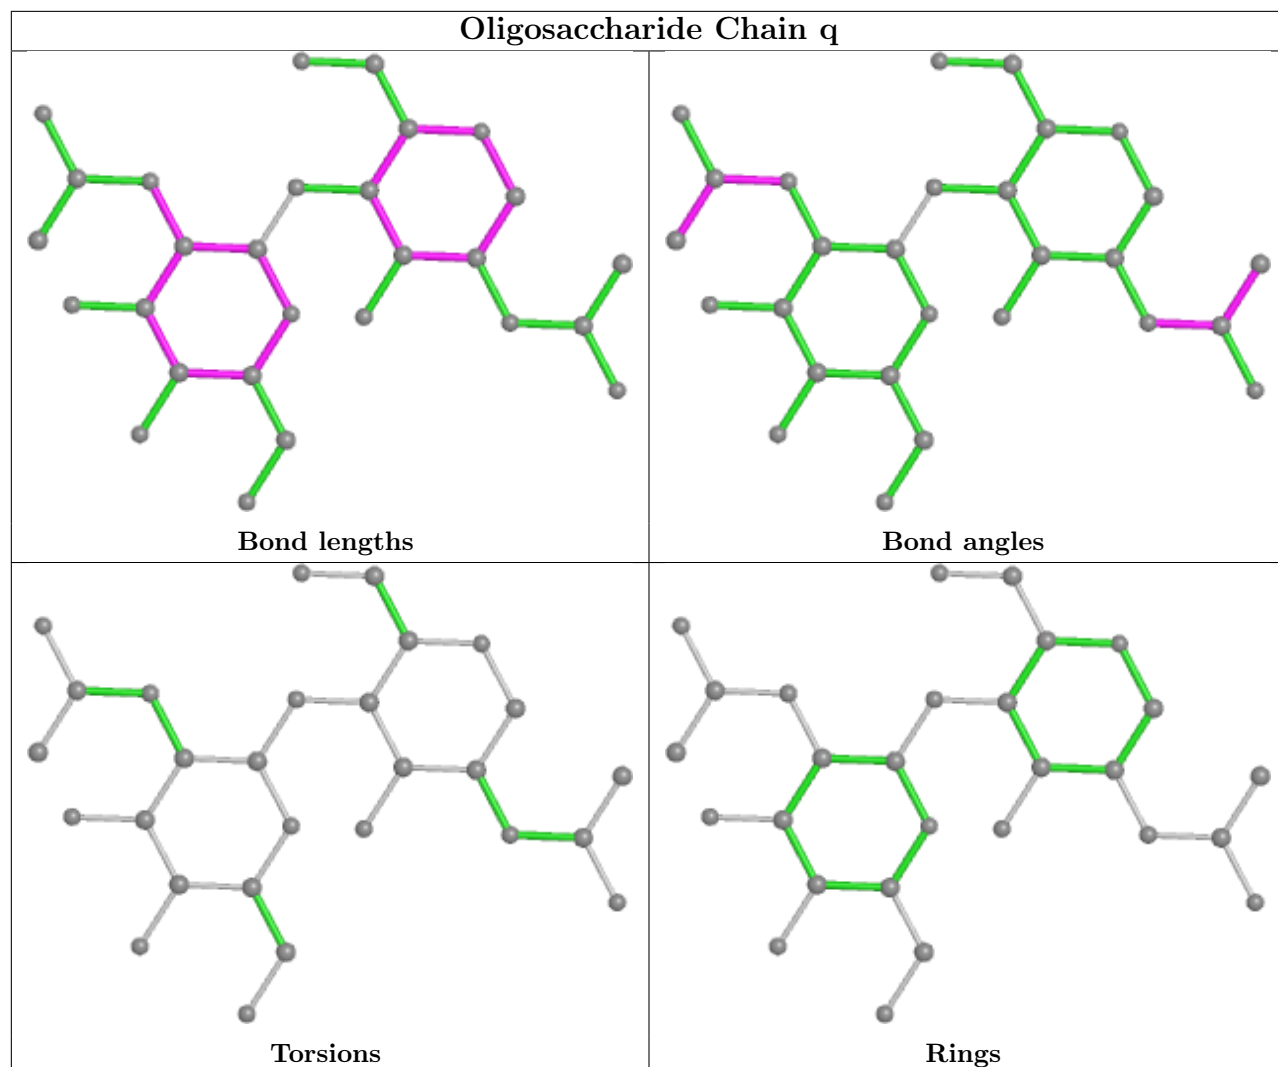 Oligosaccharide Chain q
Bond lengths
Bond angles
Torsions
Rings